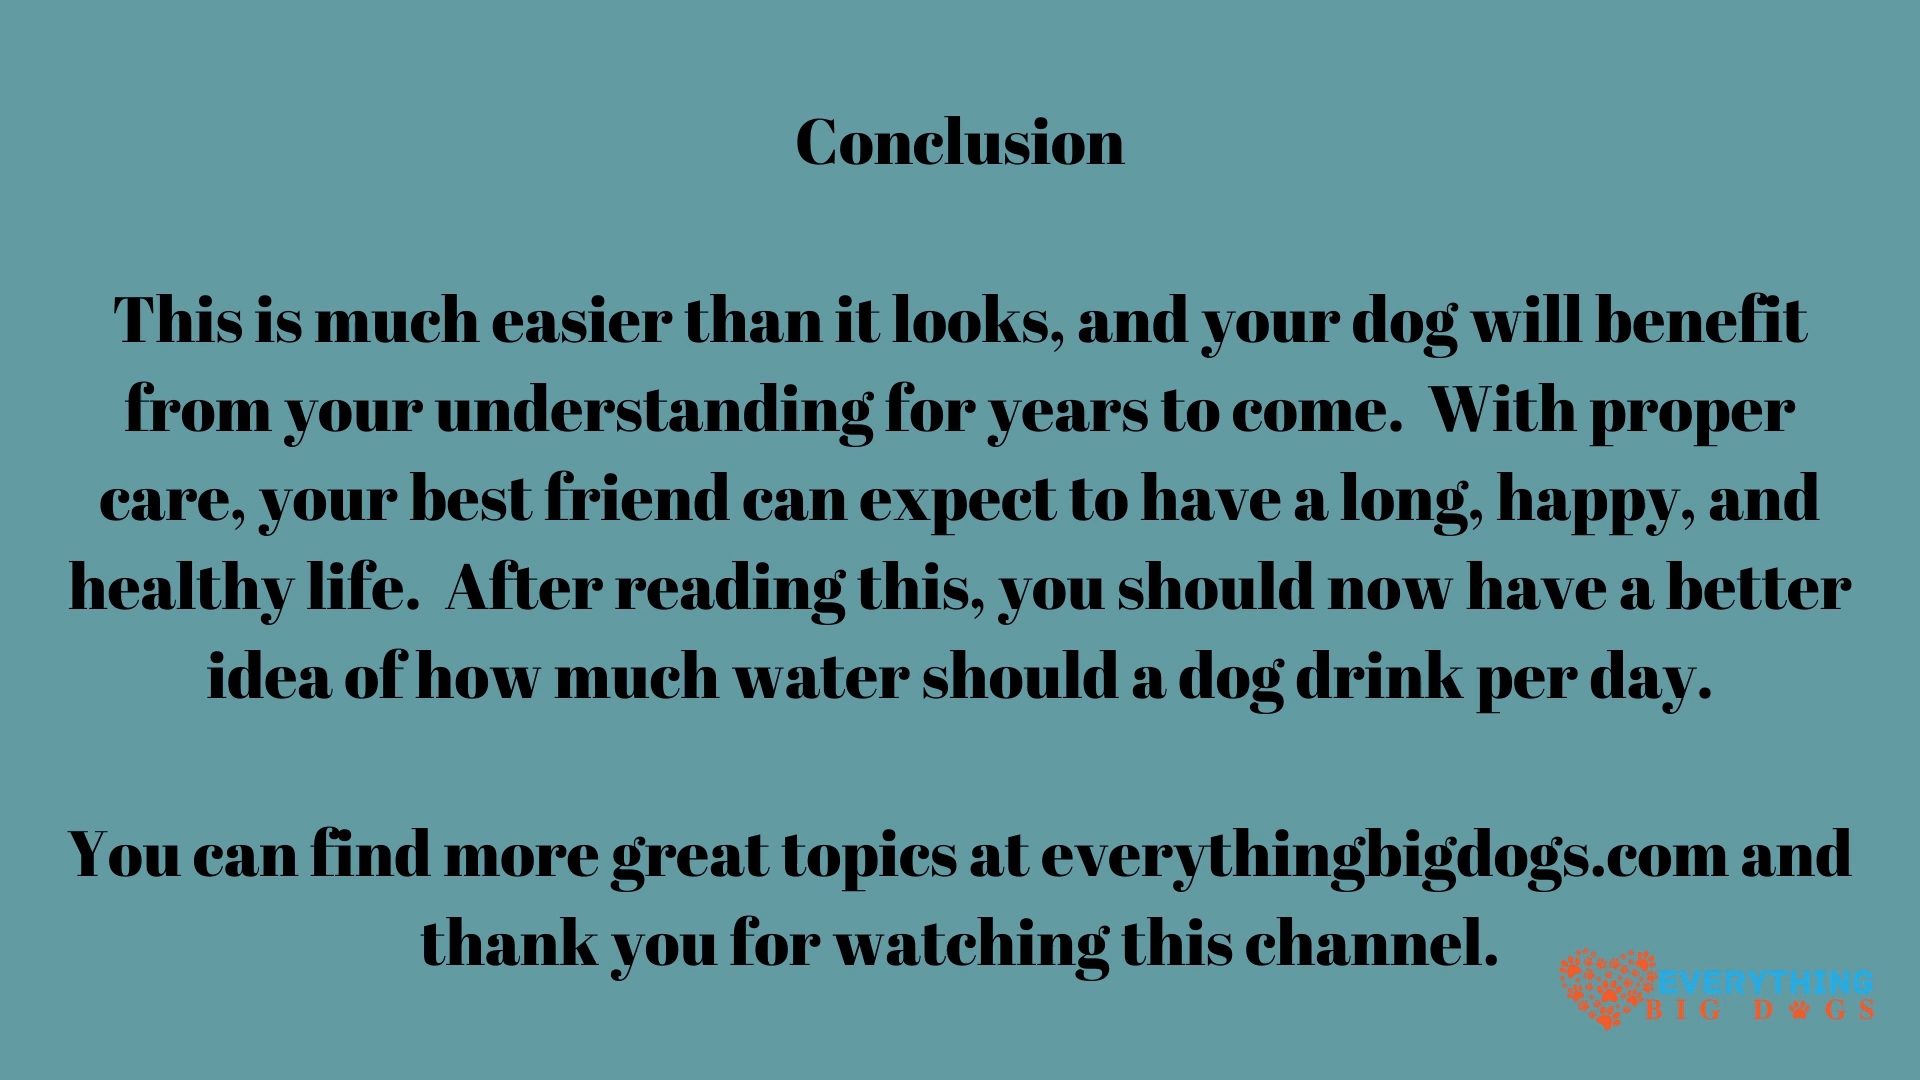 Conclusion
This is much easier than it looks, and your dog will benefit
from your understanding for years to come.  With proper
care, your best friend can expect to have a long, happy, and
healthy life.  After reading this, you should now have a better
idea of how much water should a dog drink per day.
You can find more great topics at everythingbigdogs.com and
thank you for watching this channel.
EVERYTHING
BIG DOGS